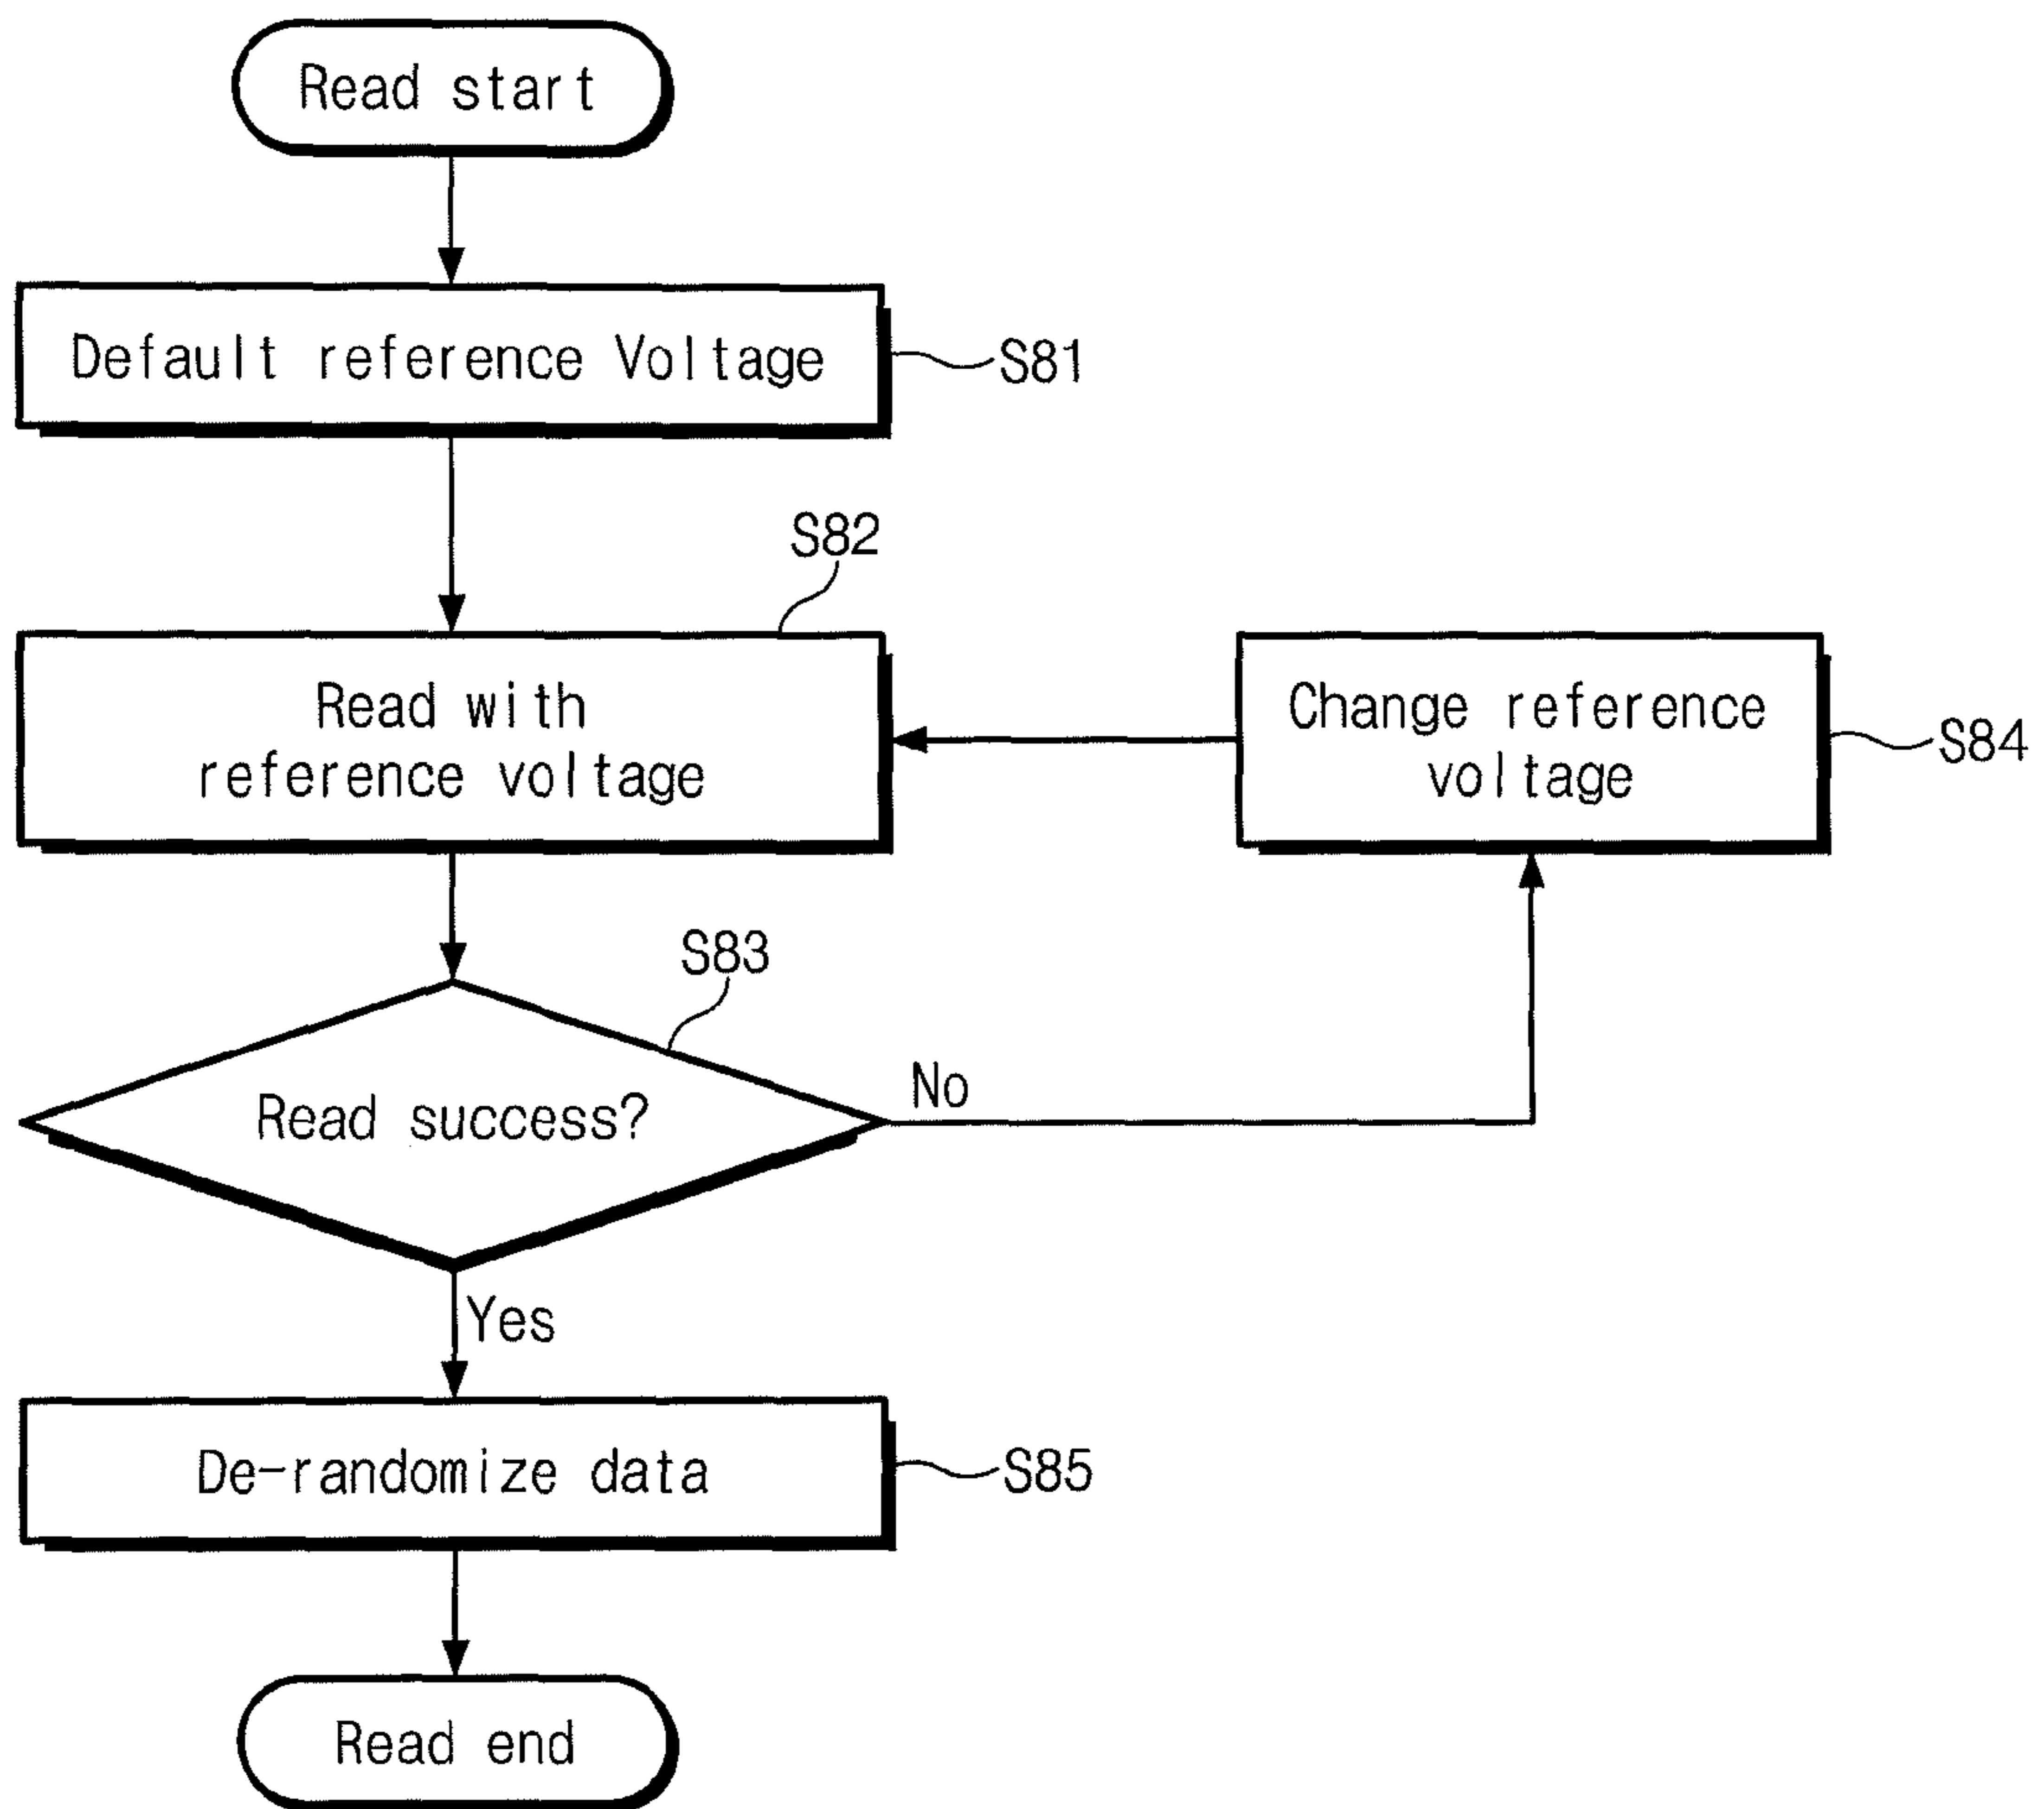 Read start
Default reference Voltage
S81
S82
Read with
reference voltage
Change reference
voltage
S84
S83
Read success?
No
Yes
De-randomize data
S85
Read end